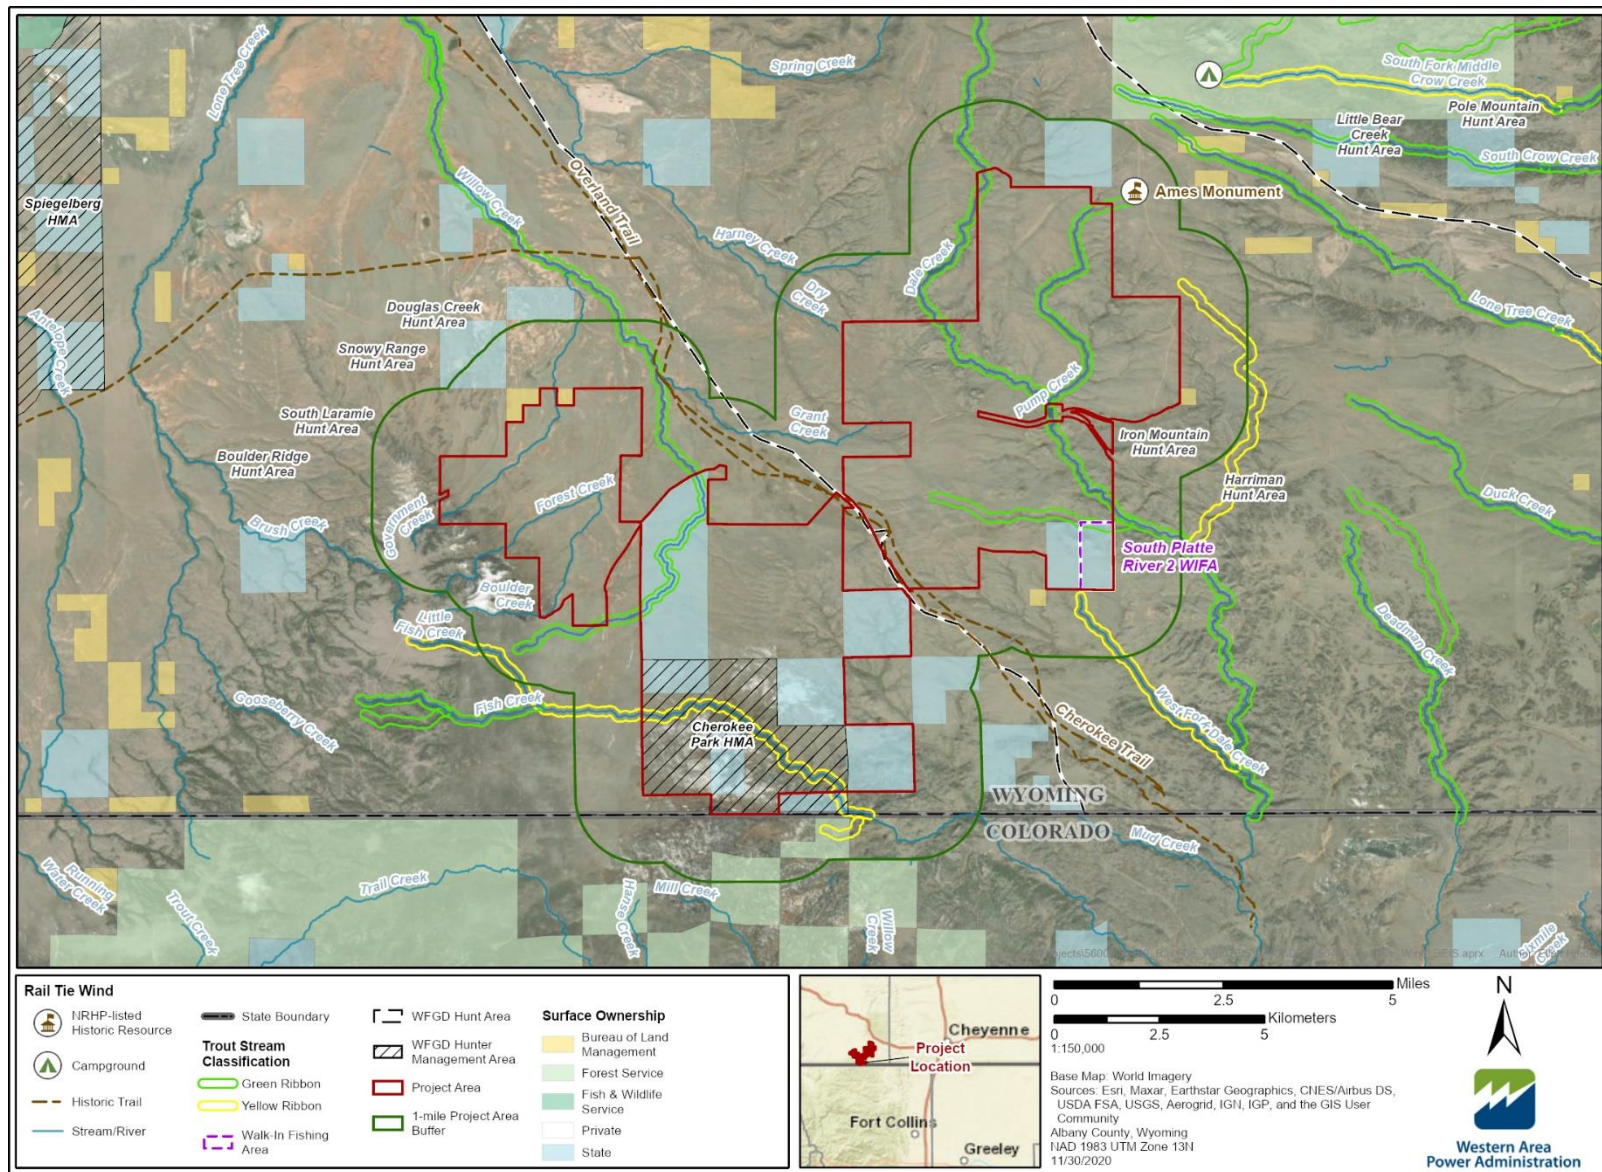 Lone Tree Creek
Spring Creek
South Fork Middle
Crow Creek
Pole Mountain
Hunt Area
Little Bear
Creek
Hunt Area
South Crow Creek
Willow Creek
Overland Trail
Ames Monument
Spiegelberg
HMA
Harney Creek
Dale Creek
Dry
Creek
Lone Tree Creek
Antelope Creek
Douglas Creek
Hunt Area
Snowy Range
Hunt Area
South Laramie
Hunt Area
Grant
Creek
Pump Creek
Iron Mountain
Hunt Area
Boulder Ridge
Hunt Area
Harriman
Hunt Area
Duck Creek
Forest Creek
Government
Creek
Brush Creek
South Platte
River 2 WIFA
Boulder
Creek
Little
Fish Creek
Deadman Creek
Gooseberry Creek
Fish Creek
Cherokee
Park HMA
Cherokee Trail
West Fork Dale Creek
WYOMING
COLORADO
Mud Creek
Running
Water Creek
Trout Creek
Trail Creek
Hanse Creek
Mill Creek
Willow
Creek
Creek
Rail Tie Wind
NRHP-listed
Historic Resource
Campground
Historic Trail
Stream/River
State Boundary
Trout Stream
Classification
Green Ribbon
Yellow Ribbon
Walk-In Fishing
Area
WFGD Hunt Area
WFGD Hunter
Management Area
Project Area
1-mile Project Area
Buffer
Surface Ownership
Bureau of Land
Management
Forest Service
Fish & Wildlife
Service
Private
State
Cheyenne
Project
Location
Fort Collins
Greeley
Miles
0 2.5 5
Kilometers
0 2.5 5
1:150,000
Base Map: World Imagery
Sources: Esri, Maxar, Earthstar Geographics, CNES/Airbus DS,
USDA FSA, USGS, Aerogrid, IGN, IGP, and the GIS User
Community
Albany County, Wyoming
NAD 1983 UTM Zone 13N
11/30/2020
N
Western Area
Power Administration